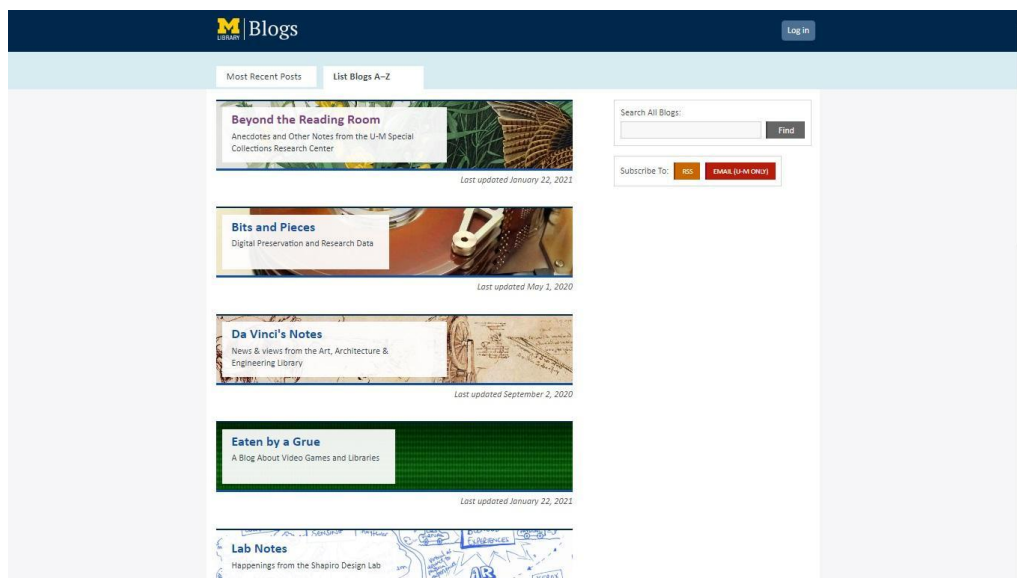 M LIBRARY Blogs
Log in
Most Recent Posts
List Blogs A–Z
Beyond the Reading Room
Anecdotes and Other Notes from the U-M Special
Collections Research Center
Last updated January 22, 2021
Search All Blogs:
Find
Subscribe To:
RSS
EMAIL (U-M ONLY)
Bits and Pieces
Digital Preservation and Research Data
Last updated May 1, 2020
Da Vinci's Notes
News & views from the Art, Architecture &
Engineering Library
Last updated September 2, 2020
Eaten by a Grue
A Blog About Video Games and Libraries
Last updated January 22, 2021
Lab Notes
Happenings from the Shapiro Design Lab
EXPERIENCES
AR